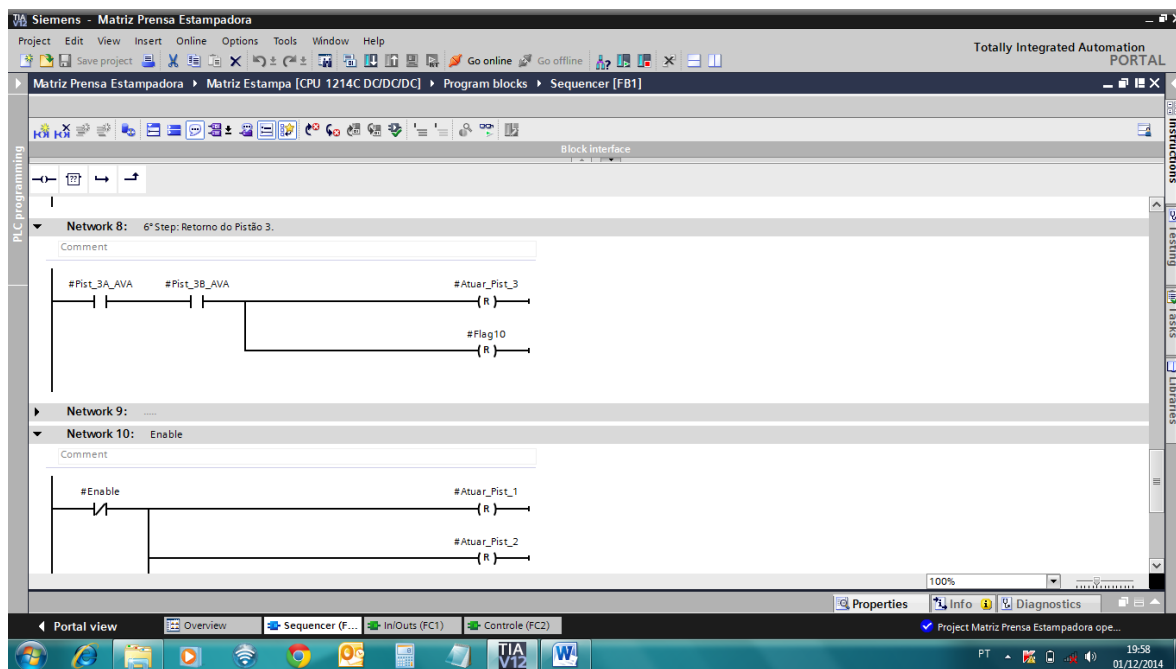 TIA V12 Siemens - Matriz Prensa Estampadora
Project Edit View Insert Online Options Tools Window Help
Totally Integrated Automation
PORTAL
Save project Go online Go offline
Matriz Prensa Estampadora Matriz Estampa [CPU 1214C DC/DC/DC] Program blocks Sequencer [FB1]
Block interface
PLC programming
Instructions
Testing
Tasks
Libraries
Network 8: 6° Step: Retorno do Pistão 3.
Comment
#Pist_3A_AVA #Pist_3B_AVA #Atuar_Pist_3
R
#Flag10
R
Network 9: .....
Network 10: Enable
Comment
#Enable #Atuar_Pist_1
R
#Atuar_Pist_2
R
100%
Properties Info Diagnostics
Portal view Overview Sequencer (F... In/Outs (FC1) Controle (FC2)
Project Matriz Prensa Estampadora ope...
TIA V12
W
PT 19:58
01/12/2014